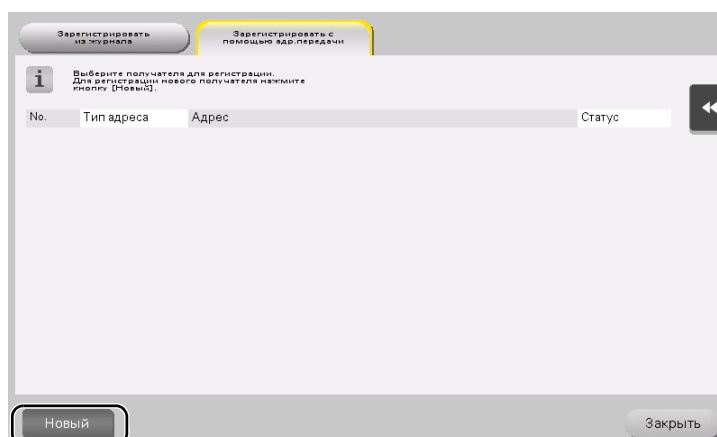 Зарегистрировать
из журнала
Зарегистрировать с
помощью адр.передачи
Выберите получателя для регистрации.
Для регистрации нового получателя нажмите
кнопку [Новый].
No. Тип адреса Адрес Статус
Новый
Закрыть